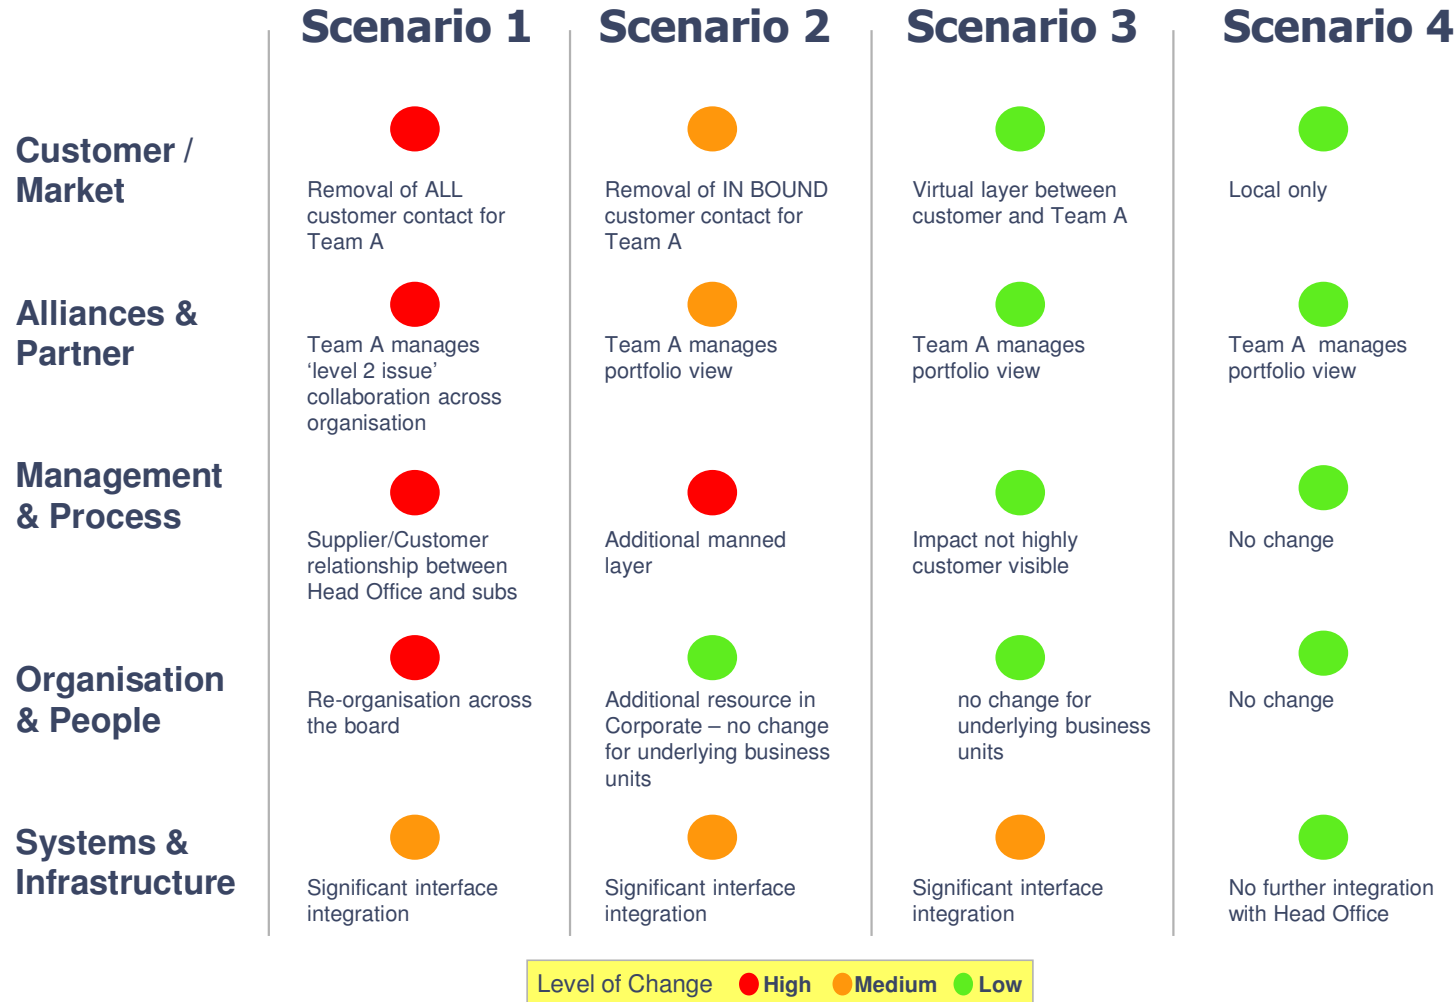 Scenario 1
Scenario 2
Scenario 3
Scenario 4
Customer /
Market
Removal of ALL
customer contact for
Team A
Removal of IN BOUND
customer contact for
Team A
Virtual layer between
customer and Team A
Local only
Alliances &
Partner
Team A manages
‘level 2 issue’
collaboration across
organisation
Team A manages
portfolio view
Team A manages
portfolio view
Team A  manages
portfolio view
Management
& Process
Supplier/Customer
relationship between
Head Office and subs
Additional manned
layer
Impact not highly
customer visible
No change
Organisation
& People
Re-organisation across
the board
Additional resource in
Corporate – no change
for underlying business
units
no change for
underlying business
units
No change
Systems &
Infrastructure
Significant interface
integration
Significant interface
integration
Significant interface
integration
No further integration
with Head Office
Level of Change High Medium Low